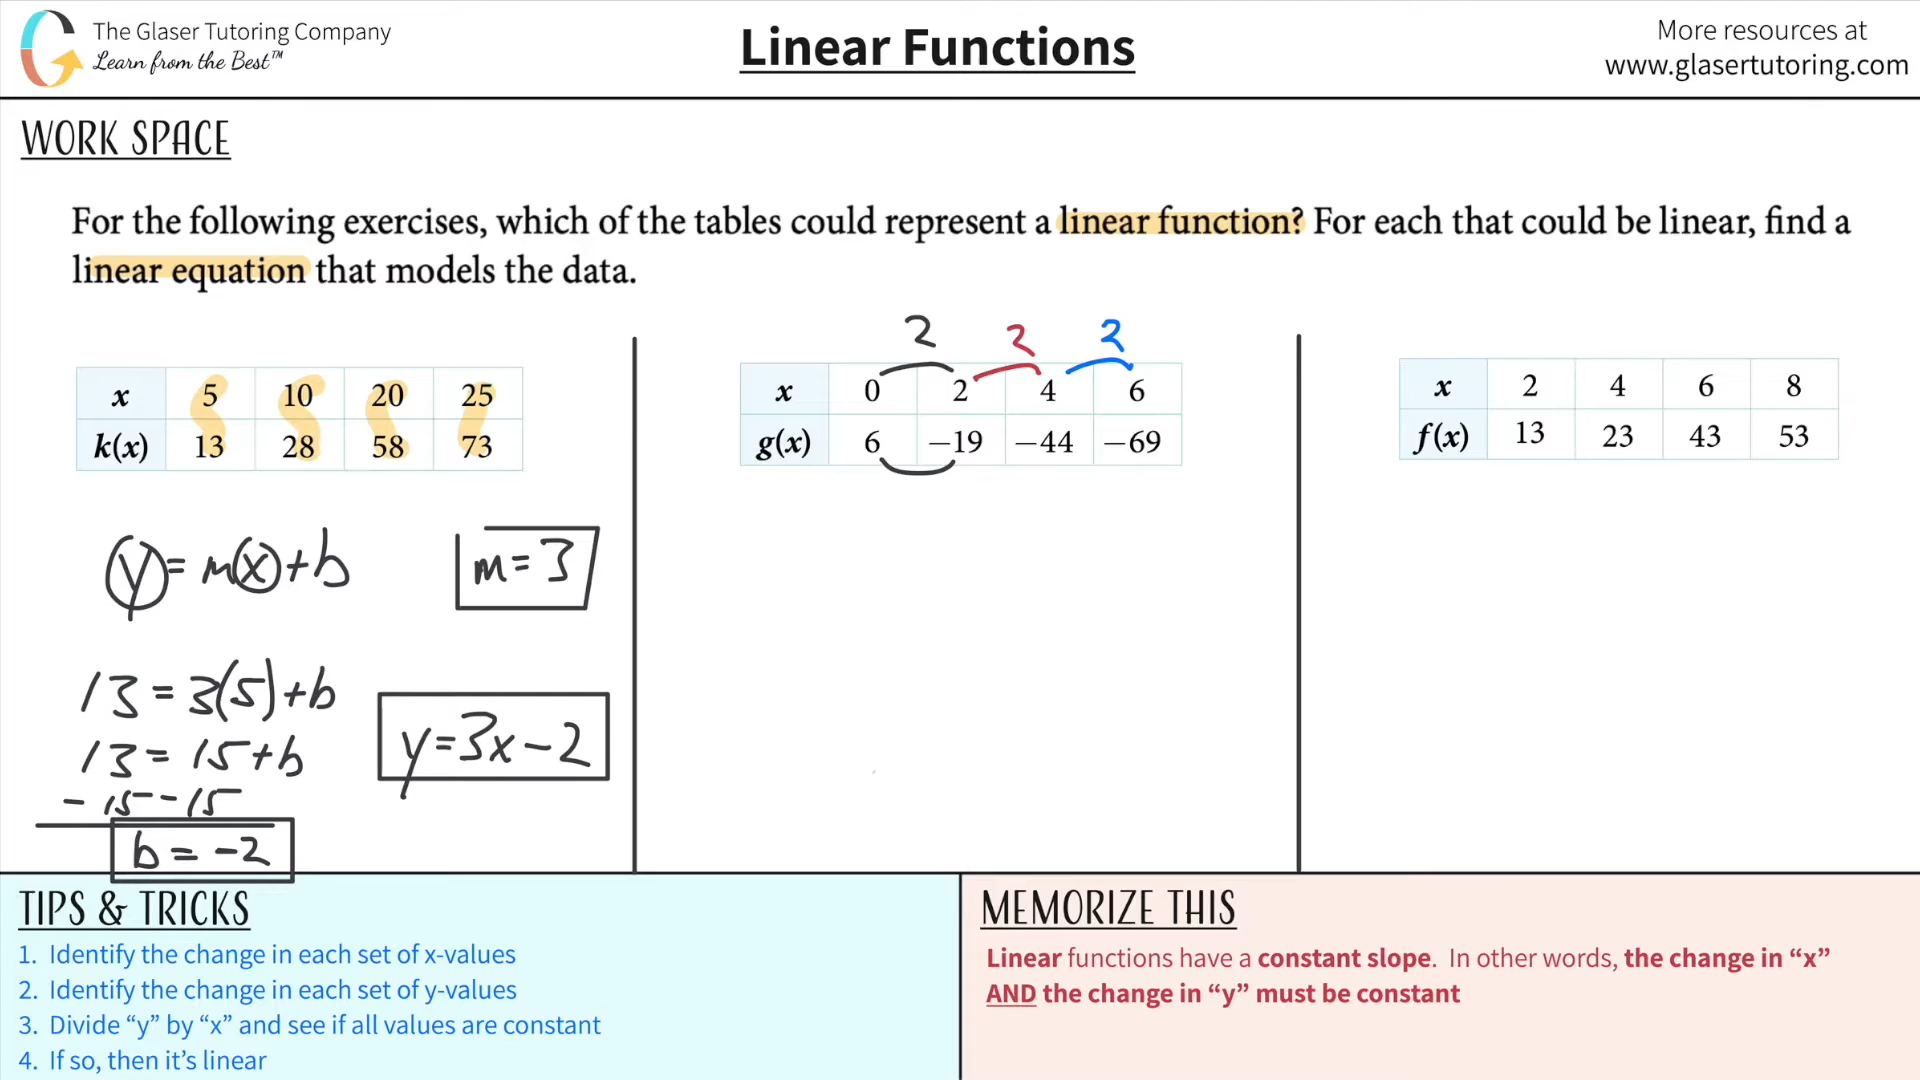 The Glaser Tutoring Company
Learn from the Best™
Linear Functions
More resources at
www.glasertutoring.com
WORK SPACE
For the following exercises, which of the tables could represent a linear function? For each that could be linear, find a
linear equation that models the data.
x 5 10 20 25
k(x) 13 28 58 73
y = m(x) + b
m = 3
13 = 3(5) + b
13 = 15 + b
y = 3x - 2
- 15 - 15
b = -2
2 2 2
x 0 2 4 6
g(x) 6 −19 −44 −69
x 2 4 6 8
f(x) 13 23 43 53
TIPS & TRICKS
1. Identify the change in each set of x-values
2. Identify the change in each set of y-values
3. Divide “y” by “x” and see if all values are constant
4. If so, then it’s linear
MEMORIZE THIS
Linear functions have a constant slope. In other words, the change in “x”
AND the change in “y” must be constant